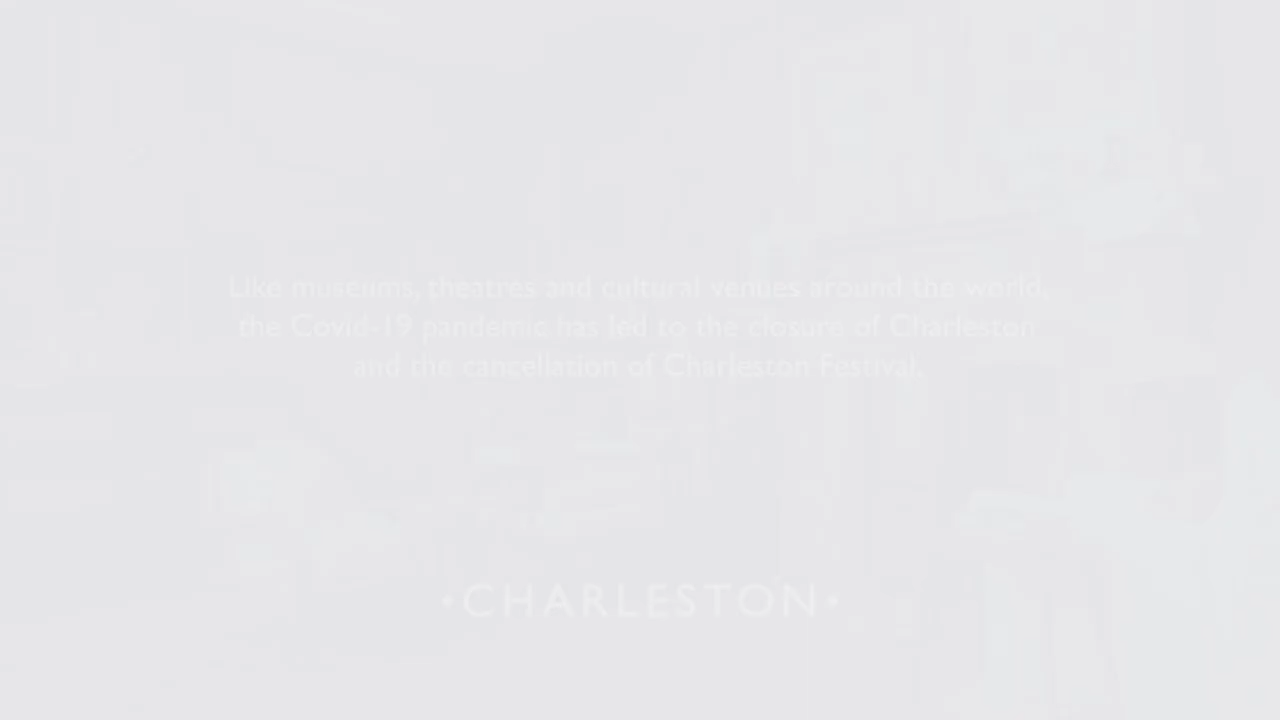 Like museums, theatres and cultural venues around the world,
the Covid-19 pandemic has led to the closure of Charleston
and the cancellation of Charleston Festival.
·CHARLESTON·